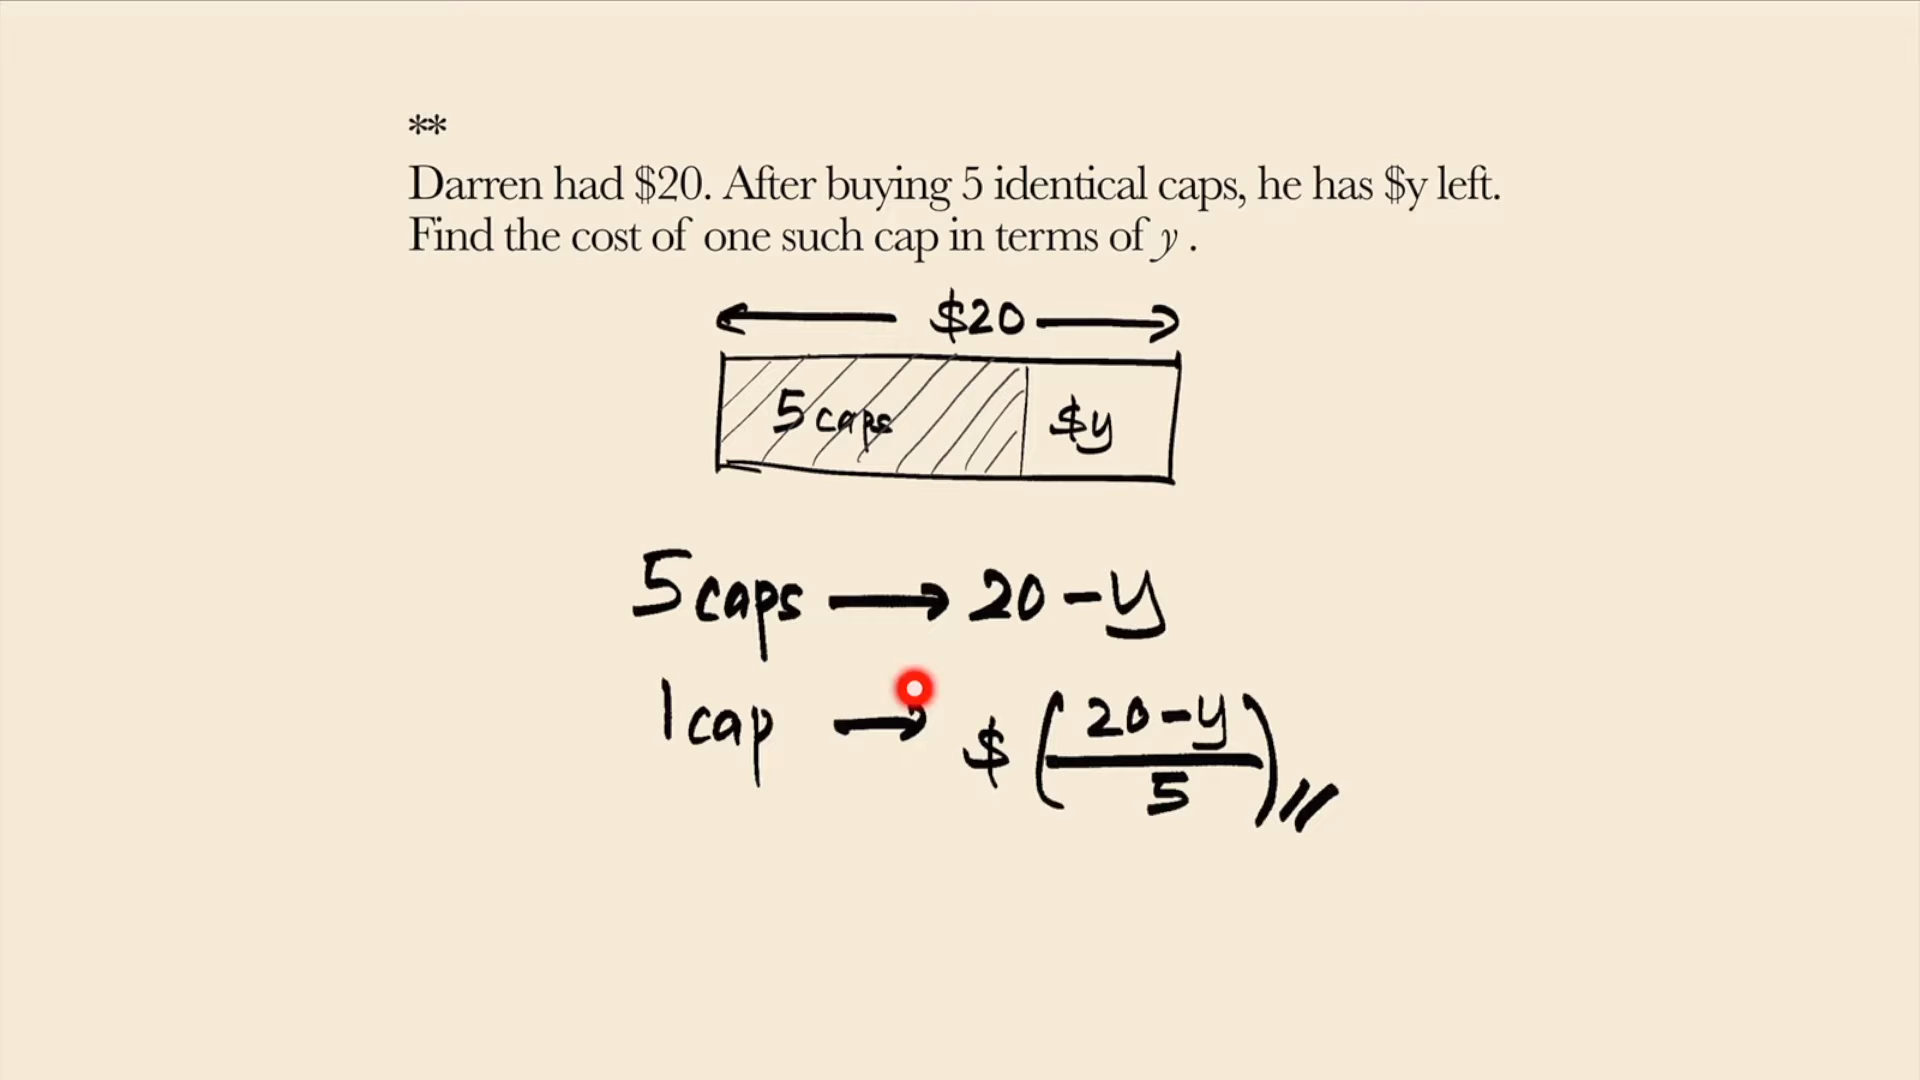 **
Darren had $20. After buying 5 identical caps, he has $y left.
Find the cost of one such cap in terms of y .
$20
5 caps $y
5 caps → 20 - y
1 cap → $ (20 - y / 5) //